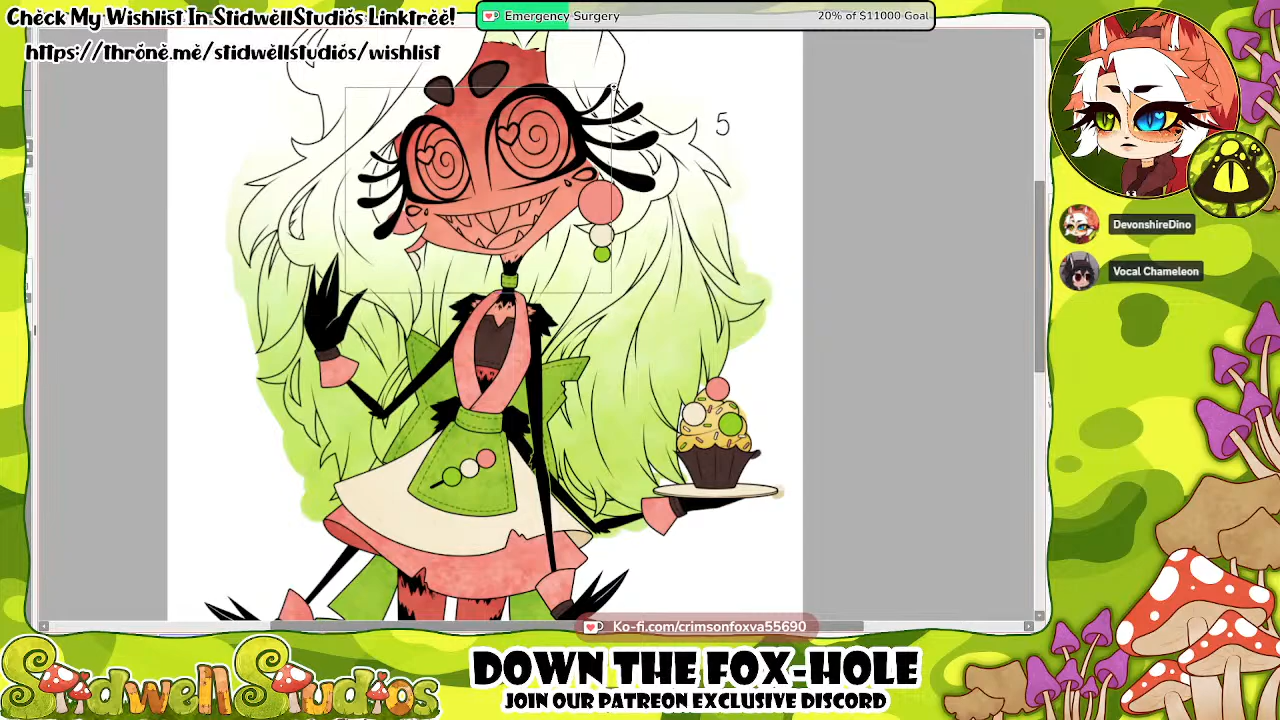 Check My Wishlist In StidwellStudios Linktree!
https://throne.me/stidwellstudios/wishlist
Emergency Surgery
20% of $11000 Goal
5
DevonshireDino
Vocal Chameleon
Ko-fi.com/crimsonfoxva55690
StidwellStudios
DOWN THE FOX-HOLE
JOIN OUR PATREON EXCLUSIVE DISCORD